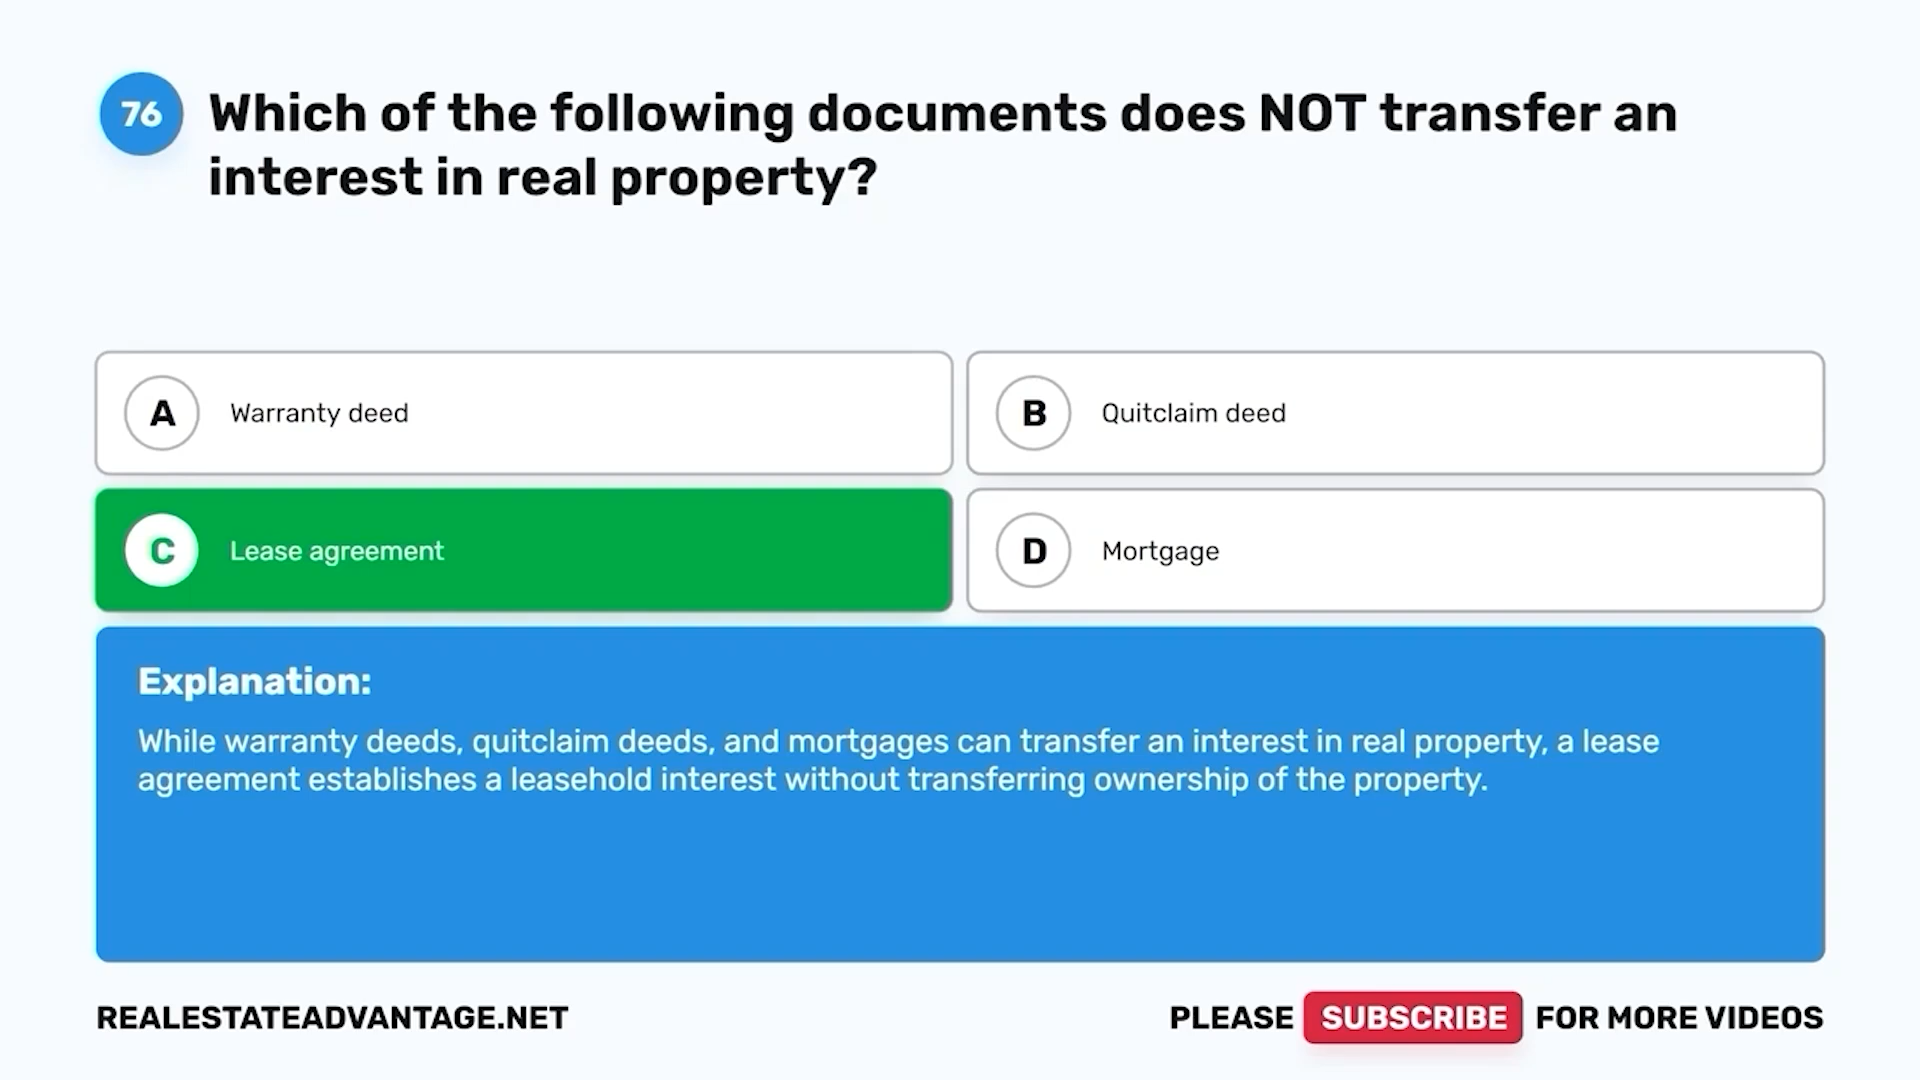 76
Which of the following documents does NOT transfer an
interest in real property?
A Warranty deed
B Quitclaim deed
C Lease agreement
D Mortgage
Explanation:
While warranty deeds, quitclaim deeds, and mortgages can transfer an interest in real property, a lease
agreement establishes a leasehold interest without transferring ownership of the property.
REALESTATEADVANTAGE.NET
PLEASE SUBSCRIBE FOR MORE VIDEOS